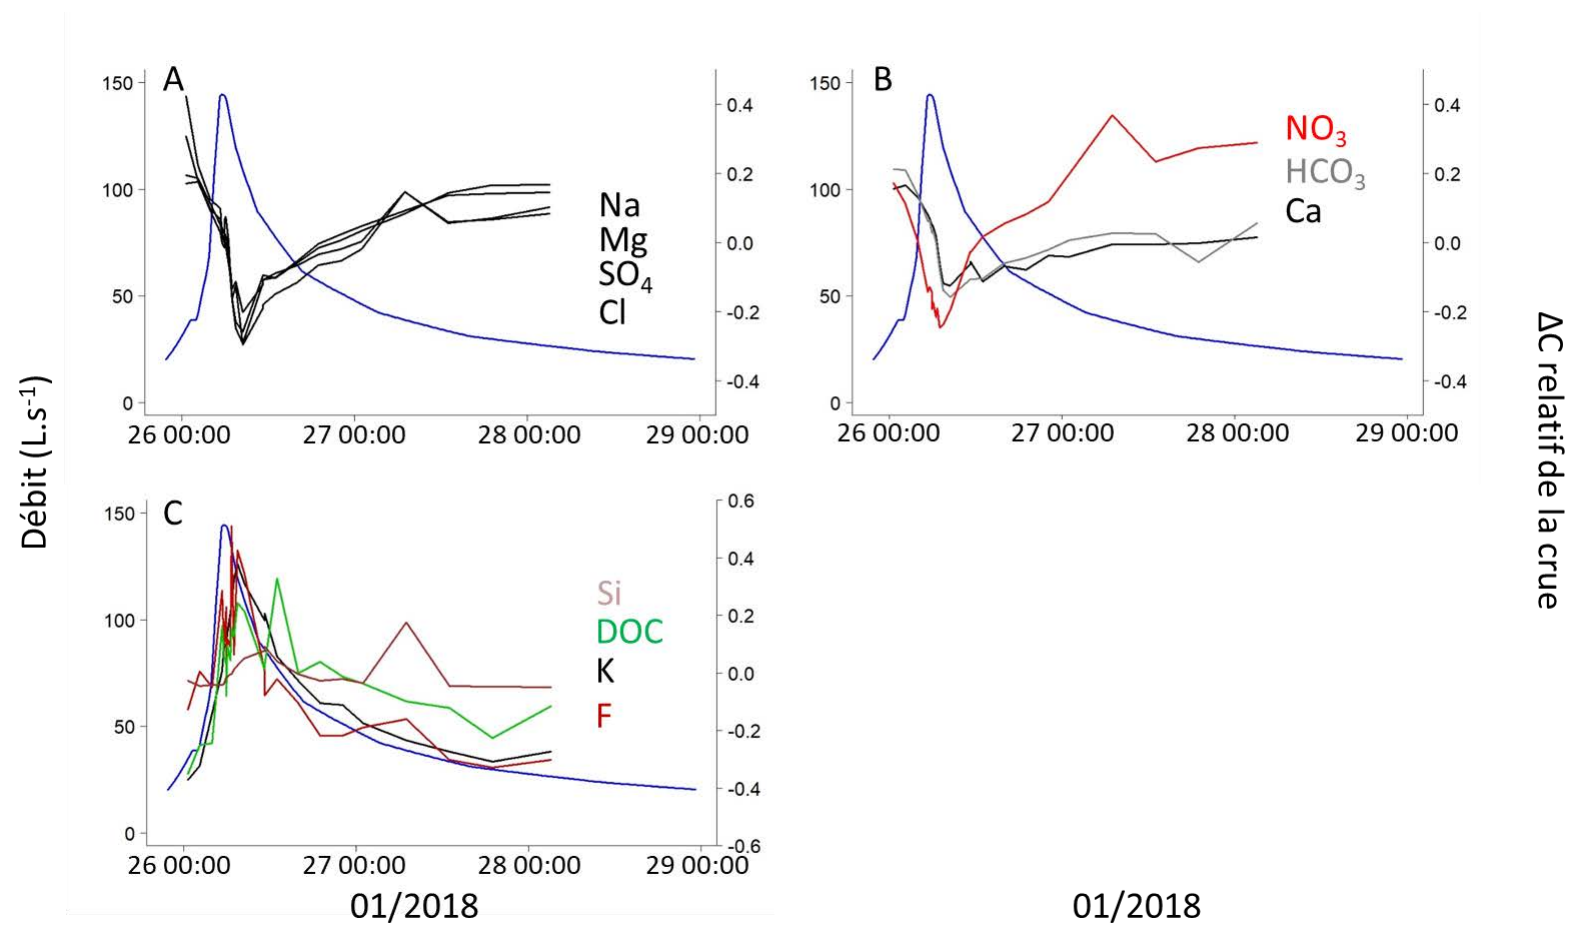 A
150
100
50
0
0.4
0.2
0.0
-0.2
-0.4
Na
Mg
SO4
Cl
26 00:00 27 00:00 28 00:00 29 00:00
B
150
100
50
0
0.4
0.2
0.0
-0.2
-0.4
NO3
HCO3
Ca
26 00:00 27 00:00 28 00:00 29 00:00
Débit (L.s-1)
ΔC relatif de la crue
C
150
100
50
0
0.6
0.4
0.2
0.0
-0.2
-0.4
-0.6
Si
DOC
K
F
26 00:00 27 00:00 28 00:00 29 00:00
01/2018
01/2018